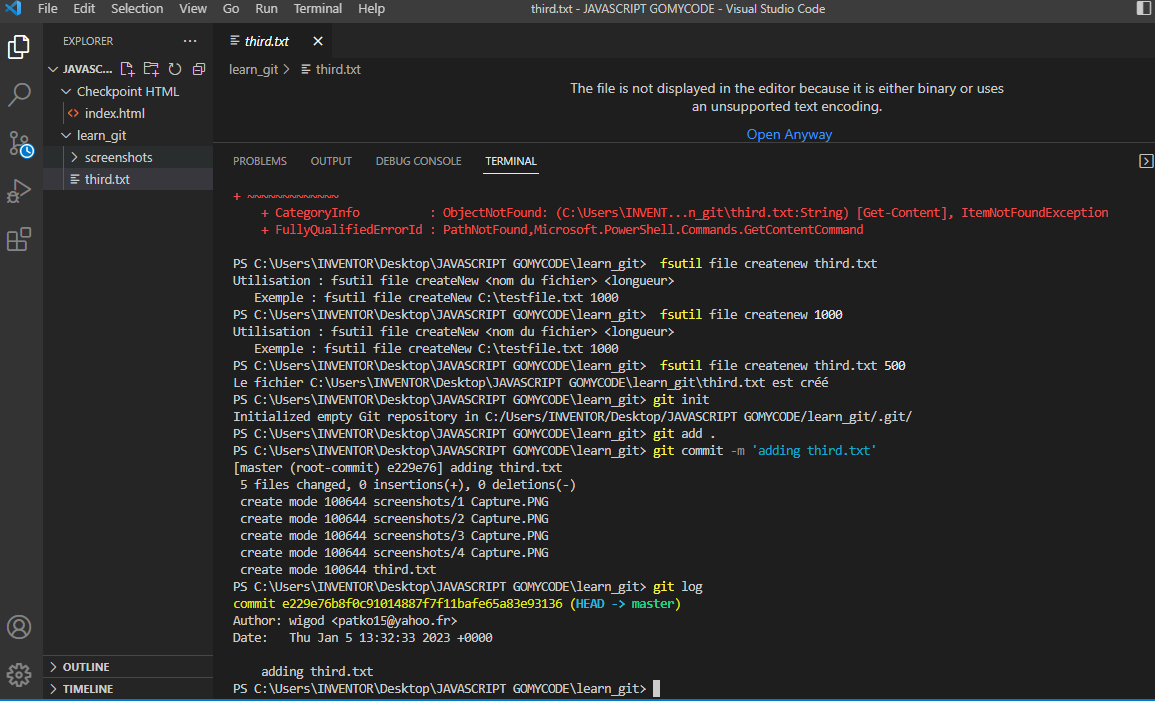 File Edit Selection View Go Run Terminal Help
third.txt - JAVASCRIPT GOMYCODE - Visual Studio Code
EXPLORER
JAVASC...
Checkpoint HTML
index.html
learn_git
screenshots
third.txt
OUTLINE
TIMELINE
third.txt
learn_git > third.txt
The file is not displayed in the editor because it is either binary or uses
an unsupported text encoding.
Open Anyway
PROBLEMS OUTPUT DEBUG CONSOLE TERMINAL
+ ~~~~~~~~~~~~~
+ CategoryInfo : ObjectNotFound: (C:\Users\INVENT...n_git\third.txt:String) [Get-Content], ItemNotFoundException
+ FullyQualifiedErrorId : PathNotFound,Microsoft.PowerShell.Commands.GetContentCommand
PS C:\Users\INVENTOR\Desktop\JAVASCRIPT GOMYCODE\learn_git> fsutil file createnew third.txt
Utilisation : fsutil file createNew <nom du fichier> <longueur>
Exemple : fsutil file createNew C:\testfile.txt 1000
PS C:\Users\INVENTOR\Desktop\JAVASCRIPT GOMYCODE\learn_git> fsutil file createnew 1000
Utilisation : fsutil file createNew <nom du fichier> <longueur>
Exemple : fsutil file createNew C:\testfile.txt 1000
PS C:\Users\INVENTOR\Desktop\JAVASCRIPT GOMYCODE\learn_git> fsutil file createnew third.txt 500
Le fichier C:\Users\INVENTOR\Desktop\JAVASCRIPT GOMYCODE\learn_git\third.txt est créé
PS C:\Users\INVENTOR\Desktop\JAVASCRIPT GOMYCODE\learn_git> git init
Initialized empty Git repository in C:/Users/INVENTOR/Desktop/JAVASCRIPT GOMYCODE/learn_git/.git/
PS C:\Users\INVENTOR\Desktop\JAVASCRIPT GOMYCODE\learn_git> git add .
PS C:\Users\INVENTOR\Desktop\JAVASCRIPT GOMYCODE\learn_git> git commit -m 'adding third.txt'
[master (root-commit) e229e76] adding third.txt
5 files changed, 0 insertions(+), 0 deletions(-)
create mode 100644 screenshots/1 Capture.PNG
create mode 100644 screenshots/2 Capture.PNG
create mode 100644 screenshots/3 Capture.PNG
create mode 100644 screenshots/4 Capture.PNG
create mode 100644 third.txt
PS C:\Users\INVENTOR\Desktop\JAVASCRIPT GOMYCODE\learn_git> git log
commit e229e76b8f0c91014887f7f11bafe65a83e93136 (HEAD -> master)
Author: wigod <patko15@yahoo.fr>
Date: Thu Jan 5 13:32:33 2023 +0000
adding third.txt
PS C:\Users\INVENTOR\Desktop\JAVASCRIPT GOMYCODE\learn_git>